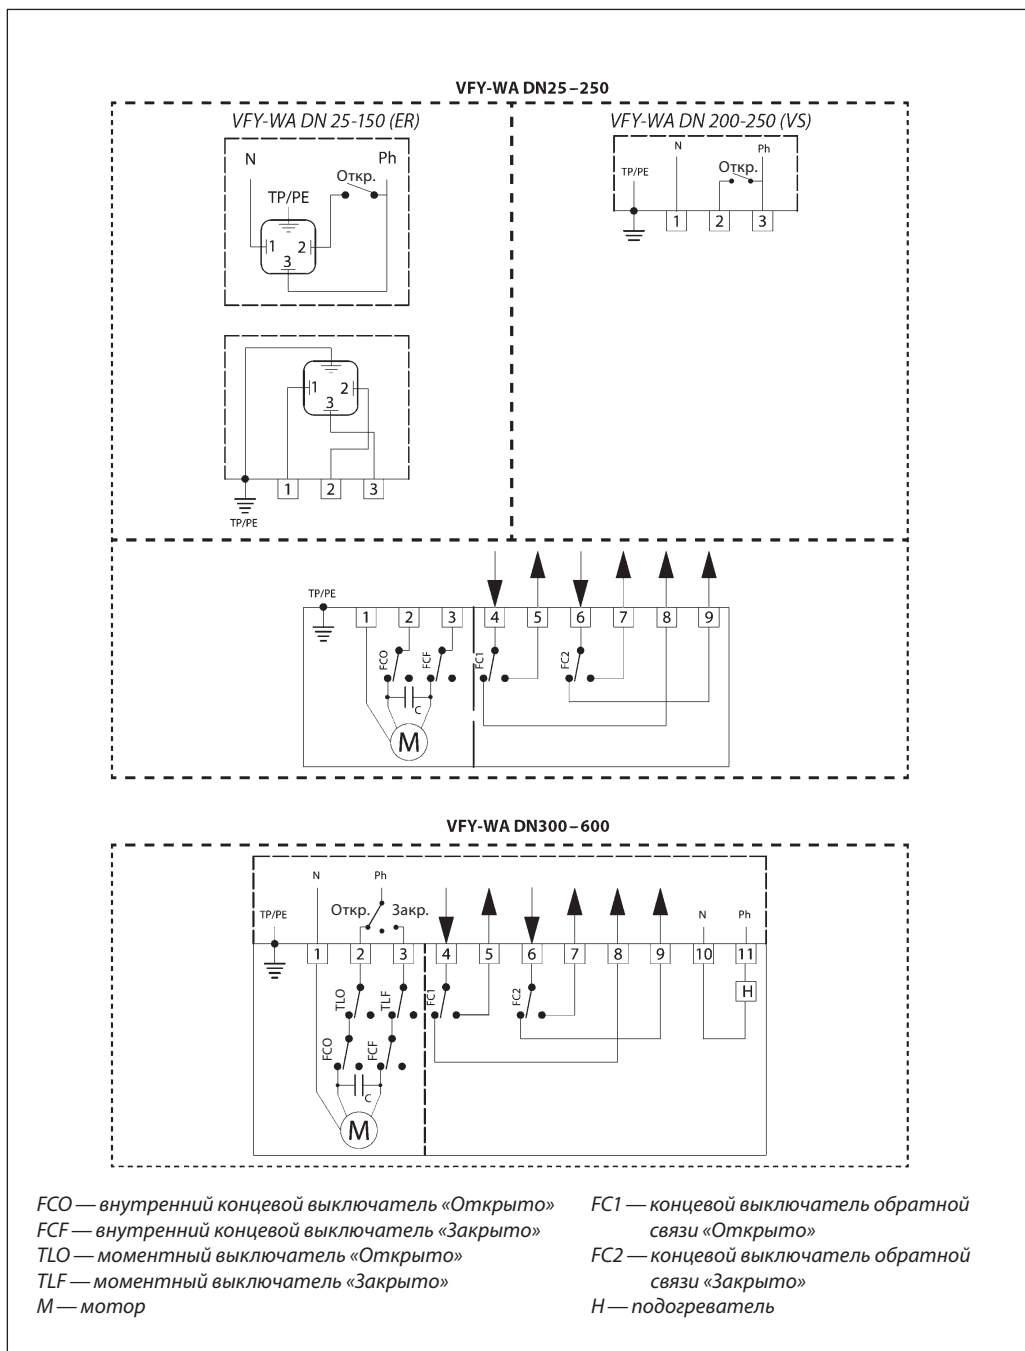 VFY-WA DN25–250
VFY-WA DN 25-150 (ER)
N
Ph
Откр.
TP/PE
1
2
3
VFY-WA DN 200-250 (VS)
N
Ph
TP/PE
Откр.
1
2
3
1
2
3
1
2
3
TP/PE
TP/PE
1
2
3
4
5
6
7
8
9
FCO
FCF
FC1
FC2
C
M
VFY-WA DN300–600
N
Ph
TP/PE
Откр.
Закр.
N
Ph
1
2
3
4
5
6
7
8
9
10
11
TLO
TLF
FC1
FC2
H
FCO
FCF
C
M
FCO — внутренний концевой выключатель «Открыто»
FCF — внутренний концевой выключатель «Закрыто»
TLO — моментный выключатель «Открыто»
TLF — моментный выключатель «Закрыто»
M — мотор
FC1 — концевой выключатель обратной
связи «Открыто»
FC2 — концевой выключатель обратной
связи «Закрыто»
H — подогреватель